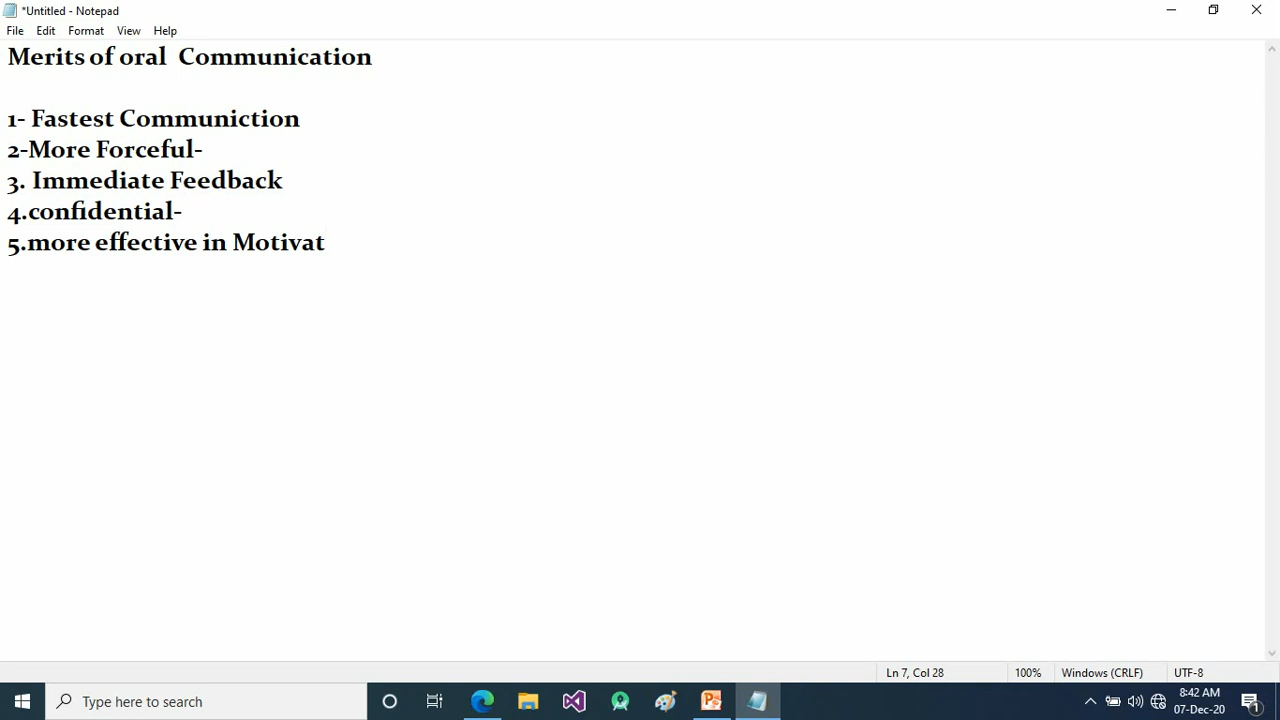 *Untitled - Notepad
File Edit Format View Help
Merits of oral  Communication
1- Fastest Communiction
2-More Forceful-
3. Immediate Feedback
4.confidential-
5.more effective in Motivat
Ln 7, Col 28 100% Windows (CRLF) UTF-8
Type here to search
8:42 AM
07-Dec-20
1